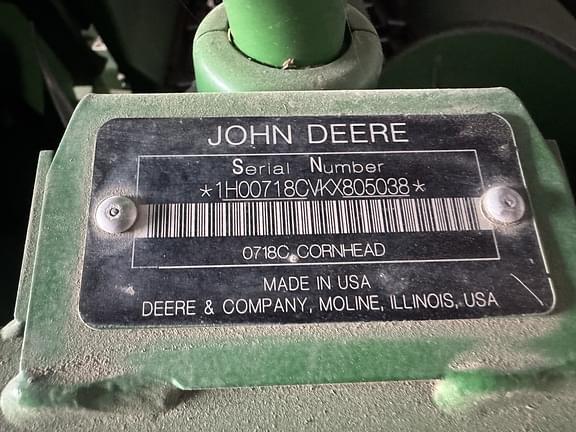 JOHN DEERE
Serial Number
*1H00718CVKX805038*
0718C CORNHEAD
MADE IN USA
DEERE & COMPANY, MOLINE, ILLINOIS, USA